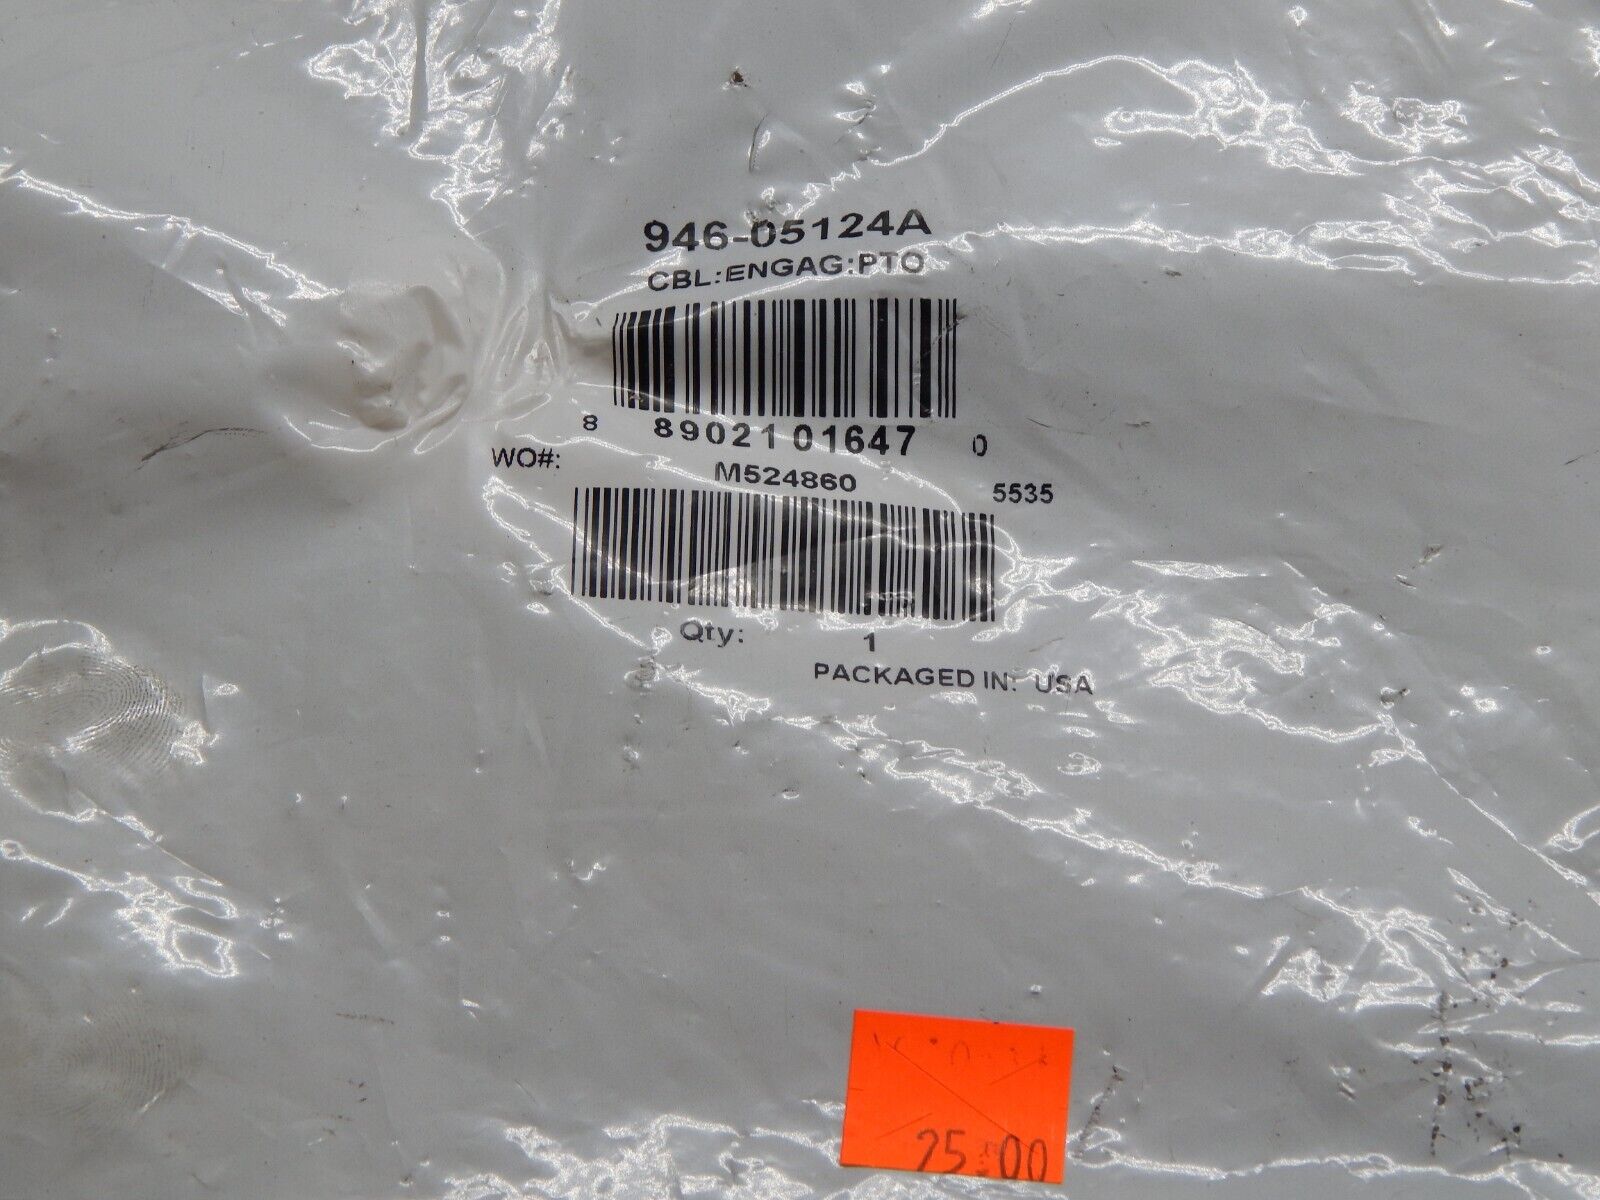 946-05124A
CBL:ENGAG:PTO
8 89021 01647 0
WO#: M524860 5535
Qty: 1
PACKAGED IN: USA
25.00